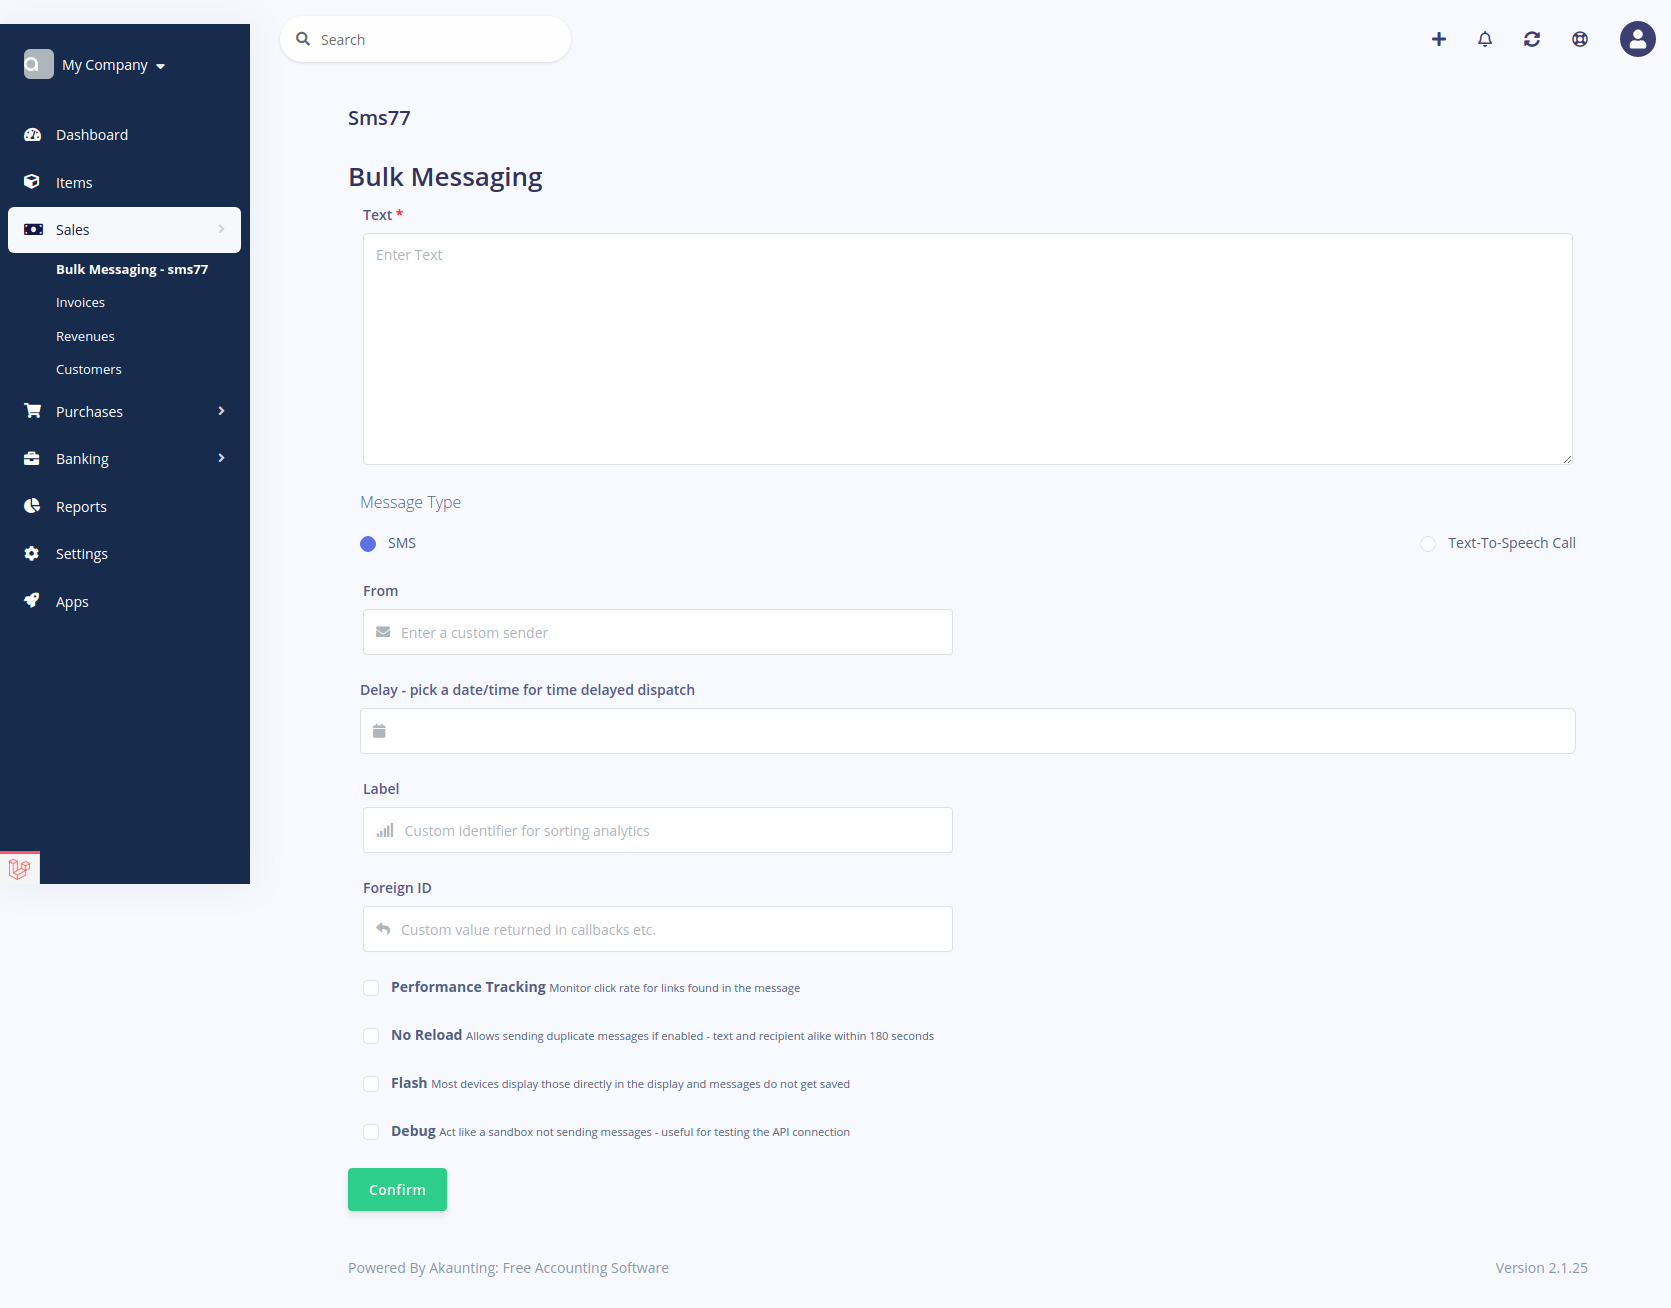 My Company
Dashboard
Items
Sales
Bulk Messaging - sms77
Invoices
Revenues
Customers
Purchases
Banking
Reports
Settings
Apps
Search
Sms77
Bulk Messaging
Text *
Enter Text
Message Type
SMS
Text-To-Speech Call
From
Enter a custom sender
Delay - pick a date/time for time delayed dispatch
Label
Custom identifier for sorting analytics
Foreign ID
Custom value returned in callbacks etc.
Performance Tracking Monitor click rate for links found in the message
No Reload Allows sending duplicate messages if enabled - text and recipient alike within 180 seconds
Flash Most devices display those directly in the display and messages do not get saved
Debug Act like a sandbox not sending messages - useful for testing the API connection
Confirm
Powered By Akaunting: Free Accounting Software
Version 2.1.25